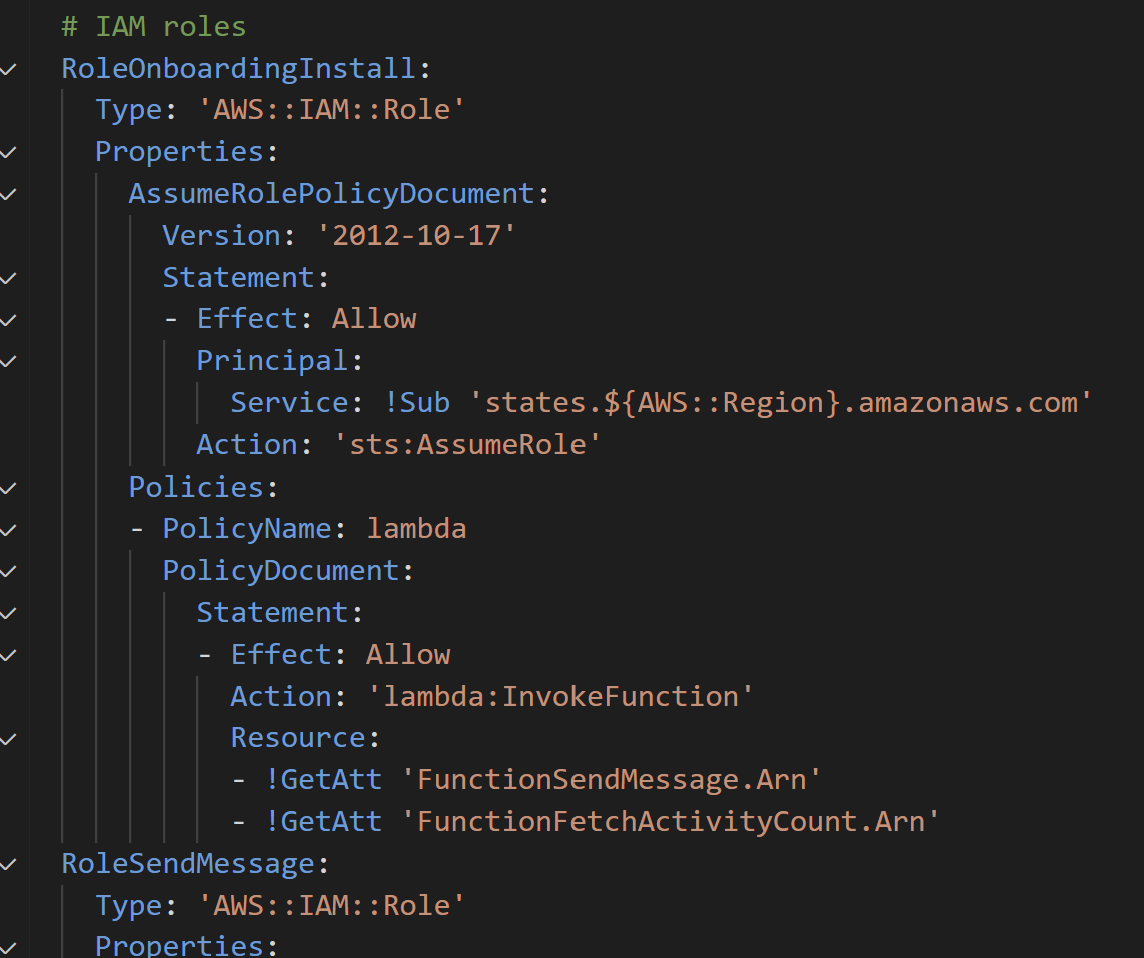 # IAM roles
RoleOnboardingInstall:
Type: 'AWS::IAM::Role'
Properties:
AssumeRolePolicyDocument:
Version: '2012-10-17'
Statement:
- Effect: Allow
Principal:
Service: !Sub 'states.${AWS::Region}.amazonaws.com'
Action: 'sts:AssumeRole'
Policies:
- PolicyName: lambda
PolicyDocument:
Statement:
- Effect: Allow
Action: 'lambda:InvokeFunction'
Resource:
- !GetAtt 'FunctionSendMessage.Arn'
- !GetAtt 'FunctionFetchActivityCount.Arn'
RoleSendMessage:
Type: 'AWS::IAM::Role'
Properties: